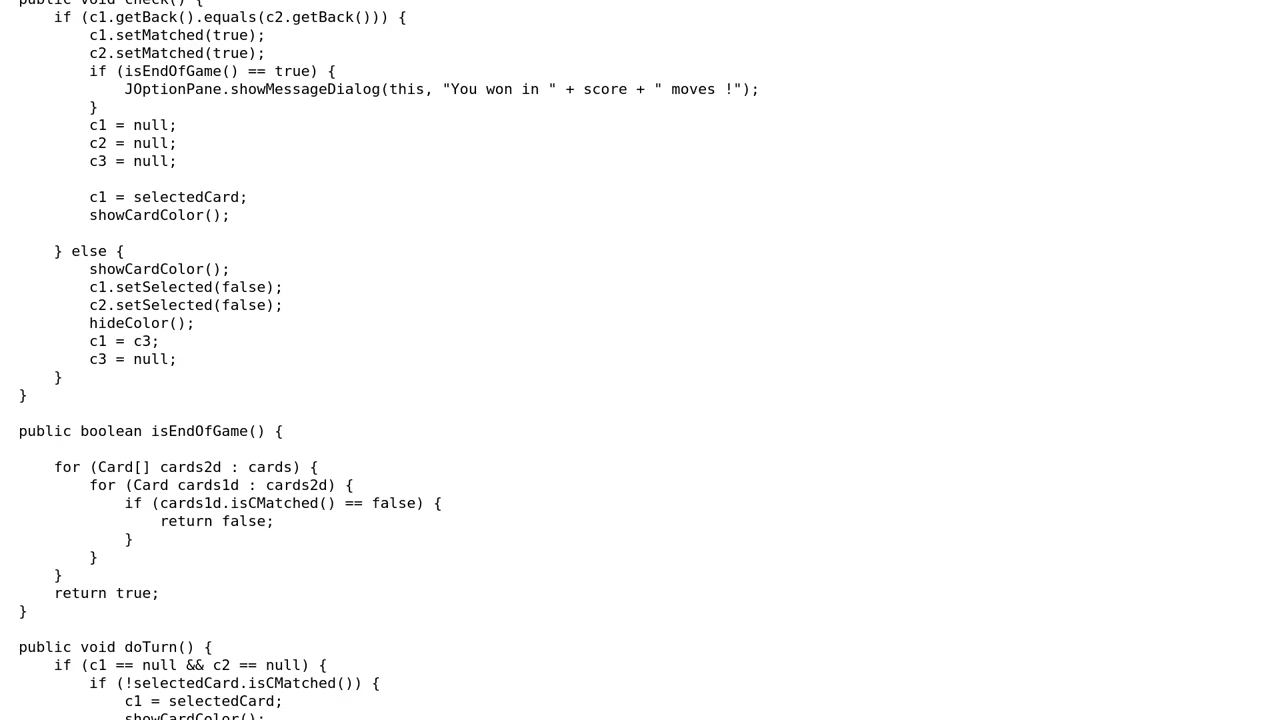 public void check() {
    if (c1.getBack().equals(c2.getBack())) {
        c1.setMatched(true);
        c2.setMatched(true);
        if (isEndOfGame() == true) {
            JOptionPane.showMessageDialog(this, "You won in " + score + " moves !");
        }
        c1 = null;
        c2 = null;
        c3 = null;

        c1 = selectedCard;
        showCardColor();

    } else {
        showCardColor();
        c1.setSelected(false);
        c2.setSelected(false);
        hideColor();
        c1 = c3;
        c3 = null;
    }
}

public boolean isEndOfGame() {

    for (Card[] cards2d : cards) {
        for (Card cards1d : cards2d) {
            if (cards1d.isCMatched() == false) {
                return false;
            }
        }
    }
    return true;
}

public void doTurn() {
    if (c1 == null && c2 == null) {
        if (!selectedCard.isCMatched()) {
            c1 = selectedCard;
            showCardColor();